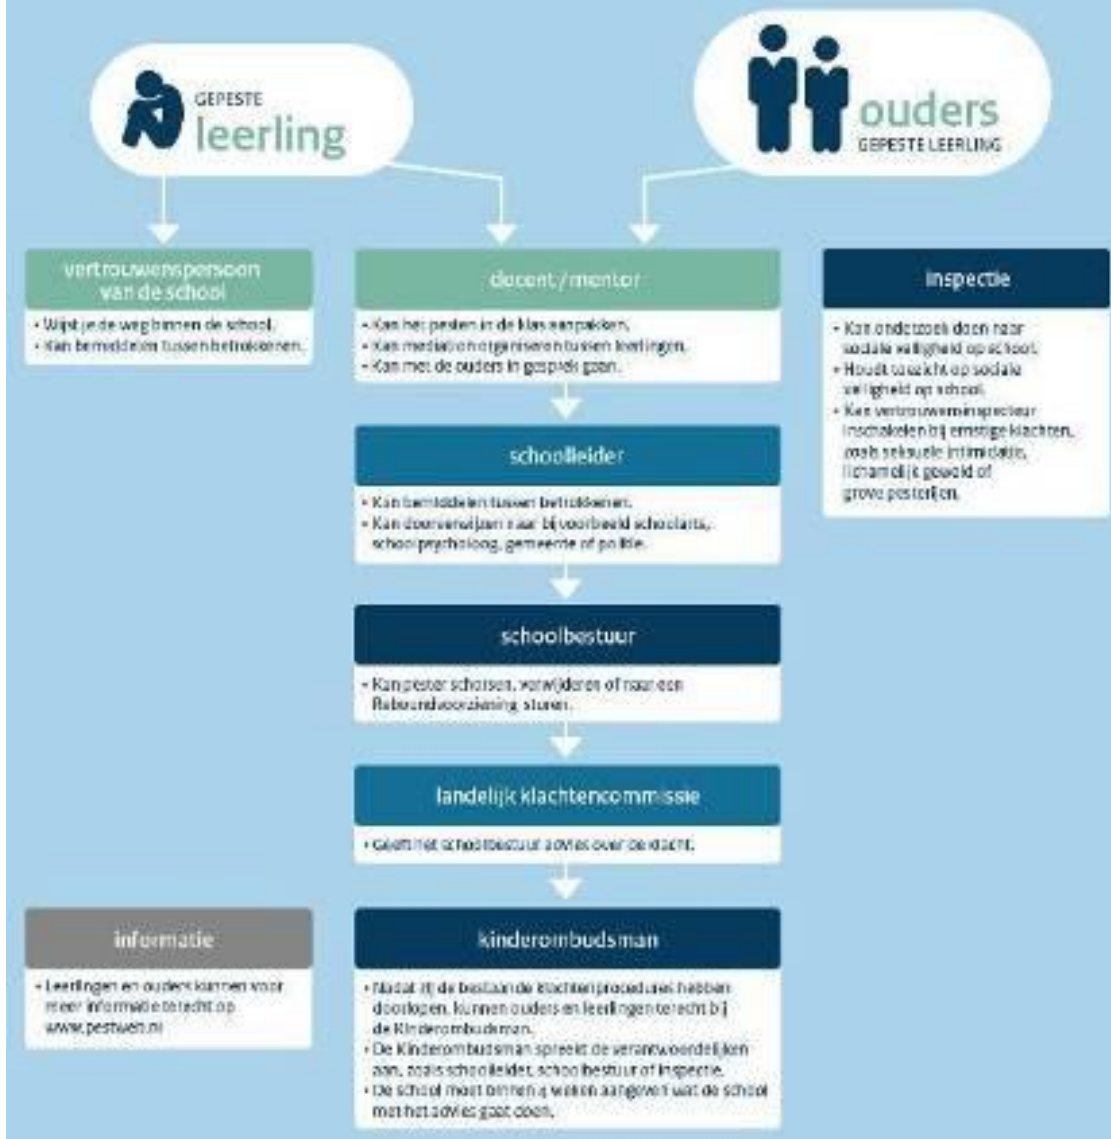 GEPESTE
leerling
ouders
GEPESTE LEERLING
vertrouwenspersoon
van de school
• Wijst je de weg binnen de school.
• Kan bemiddelen tussen betrokkenen.
docent/mentor
• Kan het pesten in de klas aanpakken.
• Kan mediation organiseren tussen leerlingen.
• Kan met de ouders in gesprek gaan.
inspectie
• Kan onderzoek doen naar
sociale veiligheid op school.
• Houdt toezicht op sociale
veiligheid op school.
• Kan vertrouwensinspecteur
inschakelen bij ernstige klachten,
zoals seksuele intimidatie,
lichamelijk geweld of
grove pesterijen.
schoolleider
• Kan bemiddelen tussen betrokkenen.
• Kan doorverwijzen naar bijvoorbeeld schoolarts,
schoolpsycholoog, gemeente of politie.
schoolbestuur
• Kan pester schorsen, verwijderen of naar een
Reboundvoorziening sturen.
landelijk klachtencommissie
• Geeft het schoolbestuur advies over de klacht.
informatie
• Leerlingen en ouders kunnen voor
meer informatie terecht op
www.pestweb.nl
kinderombudsman
• Nadat zij de bestaande klachtenprocedures hebben
doorlopen, kunnen ouders en leerlingen terecht bij
de Kinderombudsman.
• De Kinderombudsman spreekt de verantwoordelijken
aan, zoals schoolleider, schoolbestuur of inspectie.
• De school moet binnen 4 weken aangeven wat de school
met het advies gaat doen.